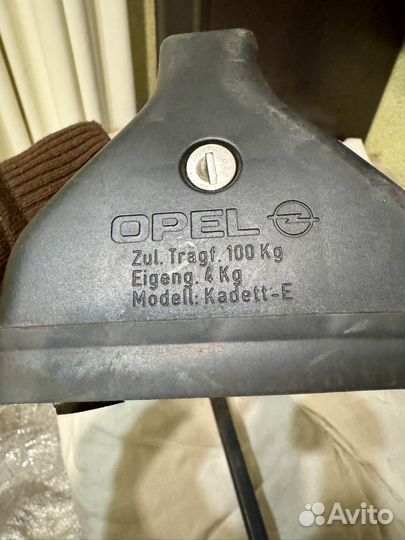 OPEL
Zul. Tragf. 100 Kg
Eigeng. 4 Kg
Modell: Kadett-E
Avito